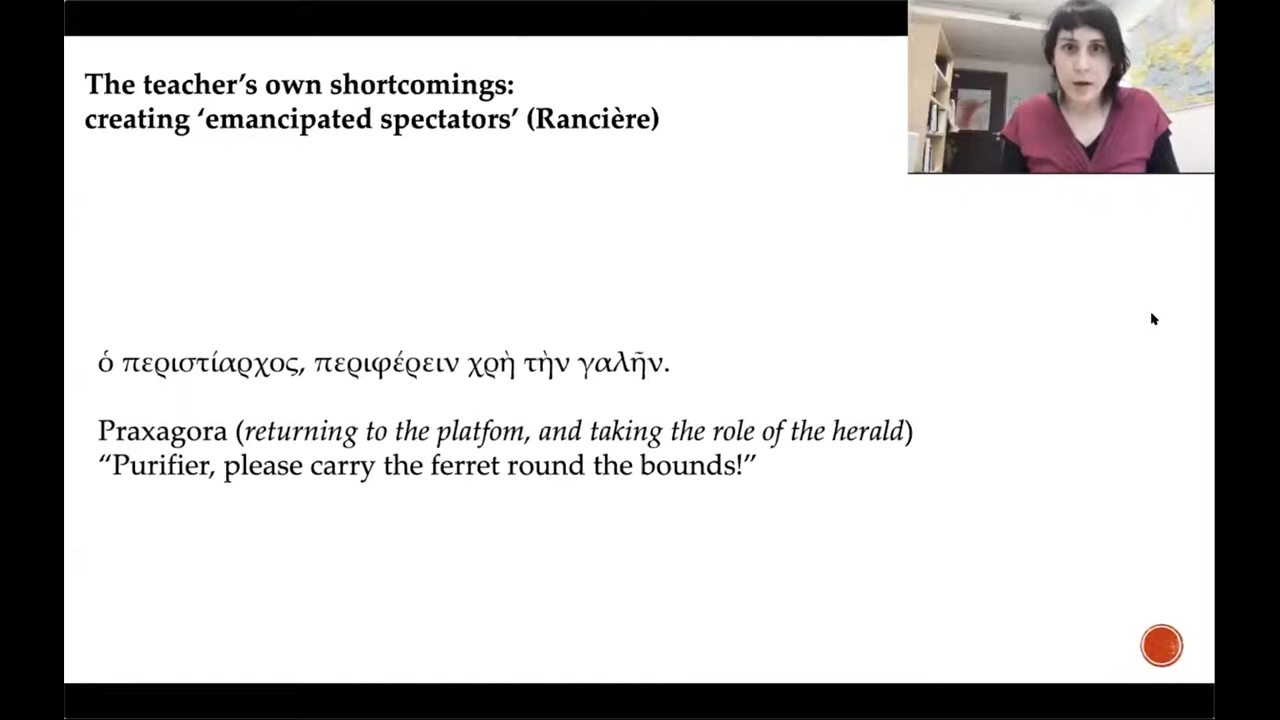 The teacher’s own shortcomings:
creating ‘emancipated spectators’ (Rancière)
ὁ περιστίαρχος, περιφέρειν χρὴ τὴν γαλῆν.
Praxagora (returning to the platfom, and taking the role of the herald)
“Purifier, please carry the ferret round the bounds!”